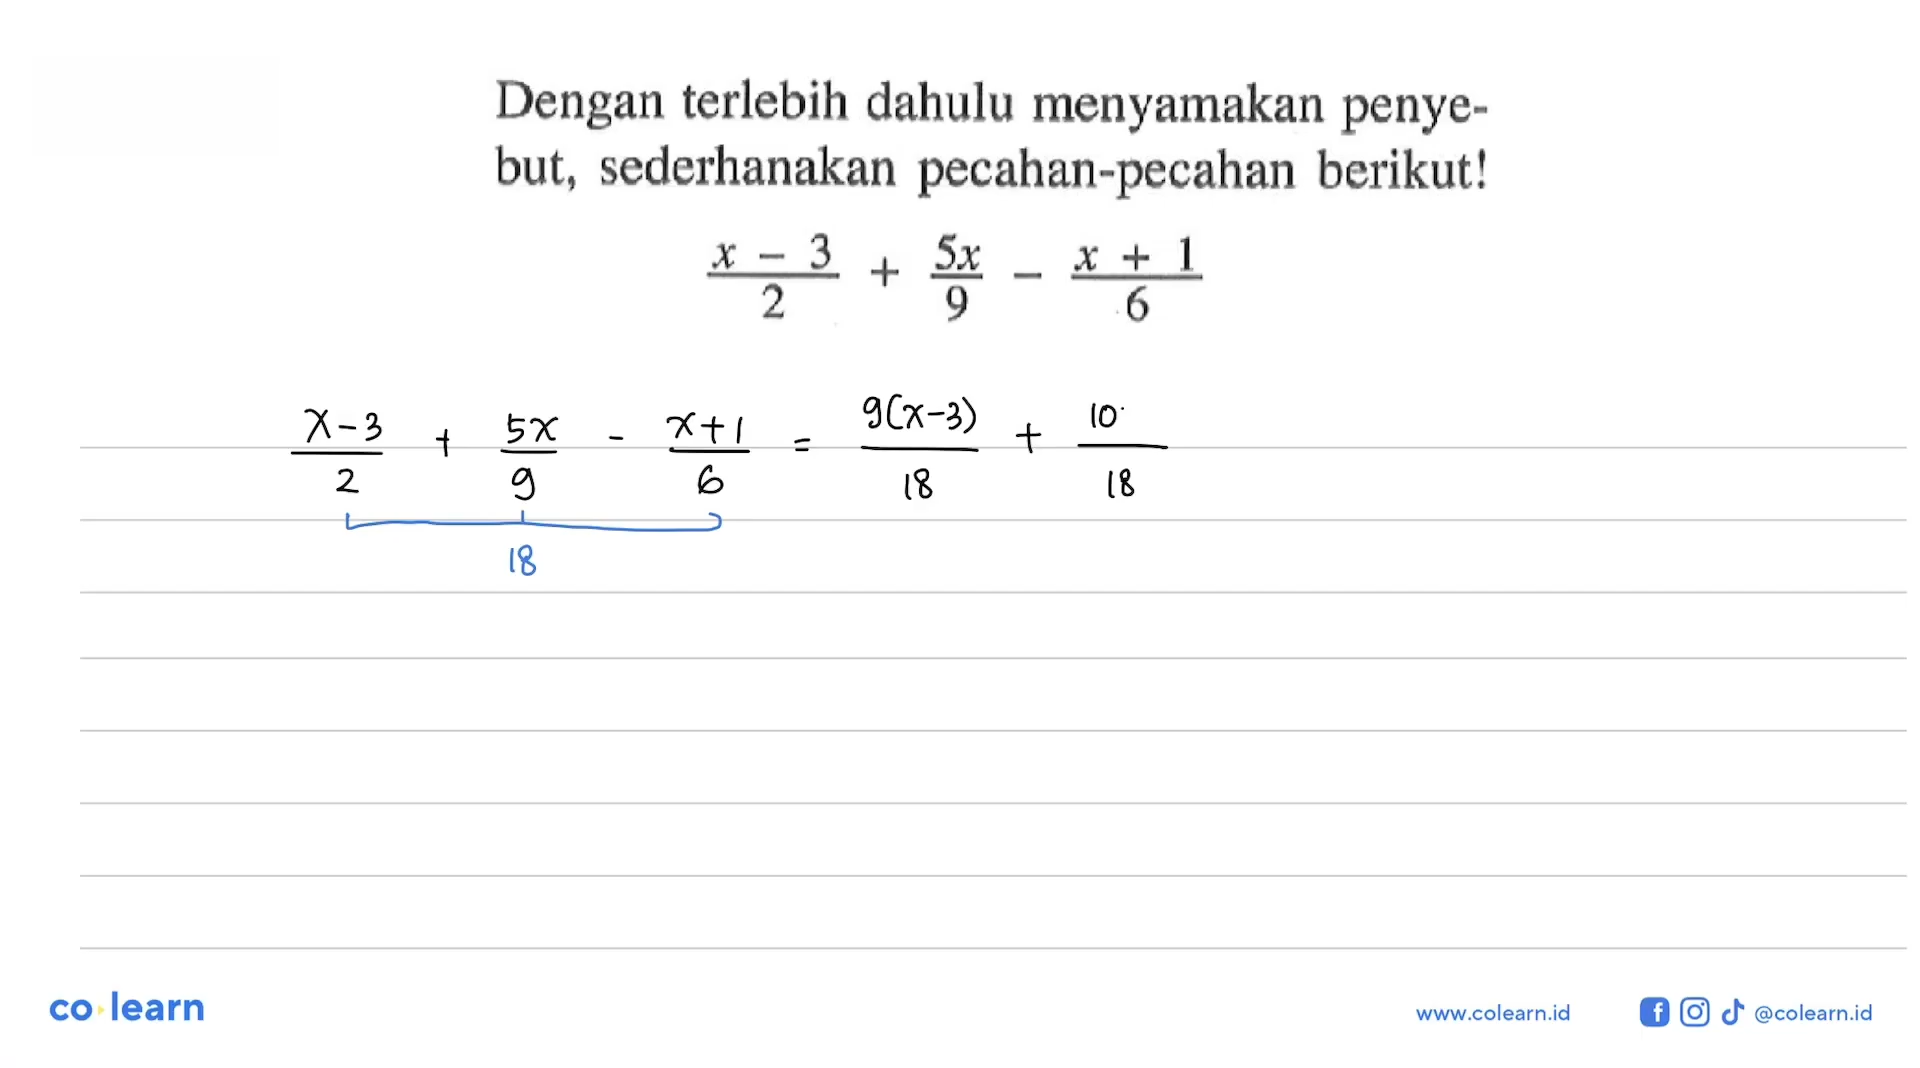 Dengan terlebih dahulu menyamakan penye-
but, sederhanakan pecahan-pecahan berikut!
x - 3 / 2 + 5x / 9 - x + 1 / 6
x-3 / 2 + 5x / 9 - x+1 / 6 = 9(x-3) / 18 + 10 / 18
18
co learn
www.colearn.id
@colearn.id